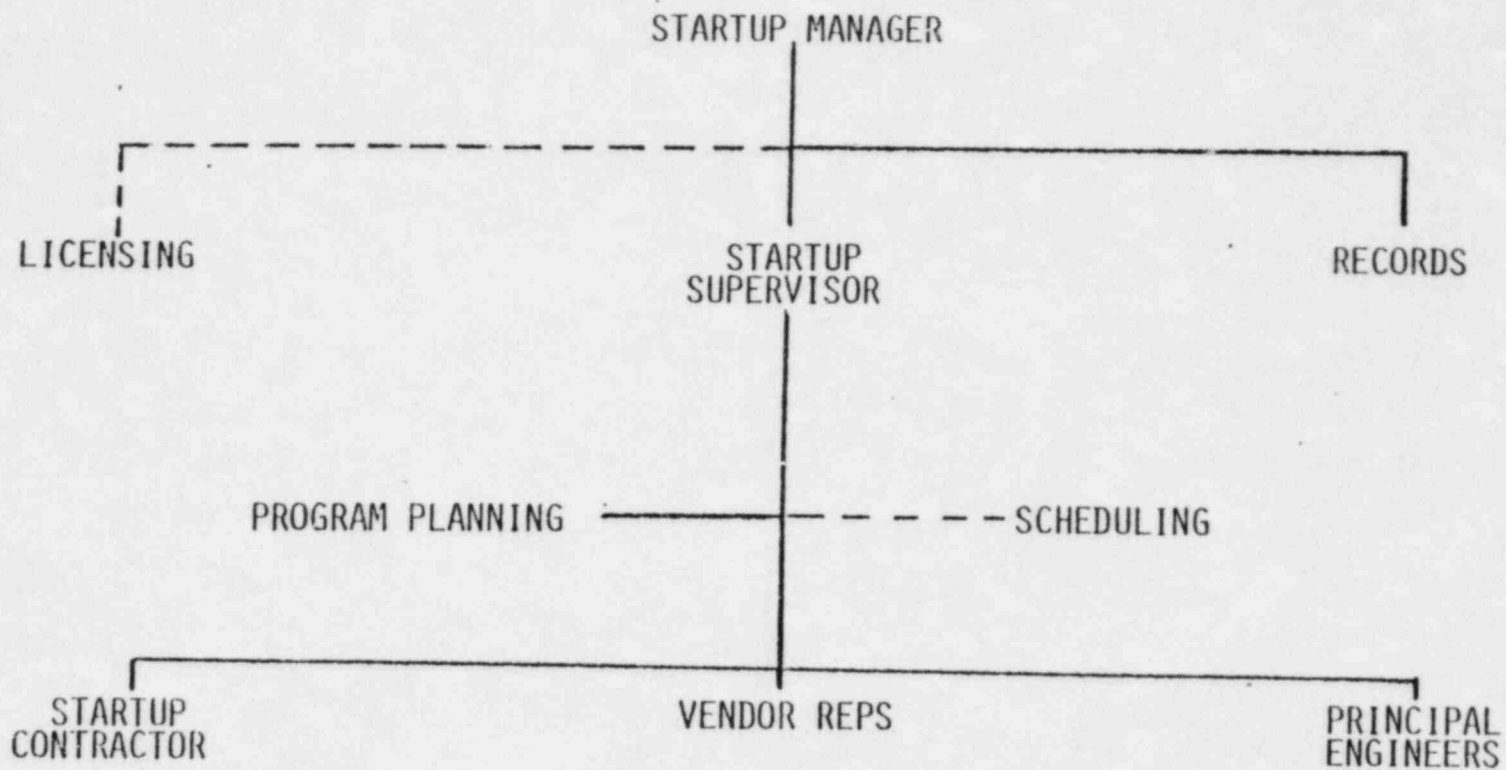 STARTUP MANAGER
LICENSING
STARTUP
SUPERVISOR
RECORDS
PROGRAM PLANNING
SCHEDULING
STARTUP
CONTRACTOR
VENDOR REPS
PRINCIPAL
ENGINEERS